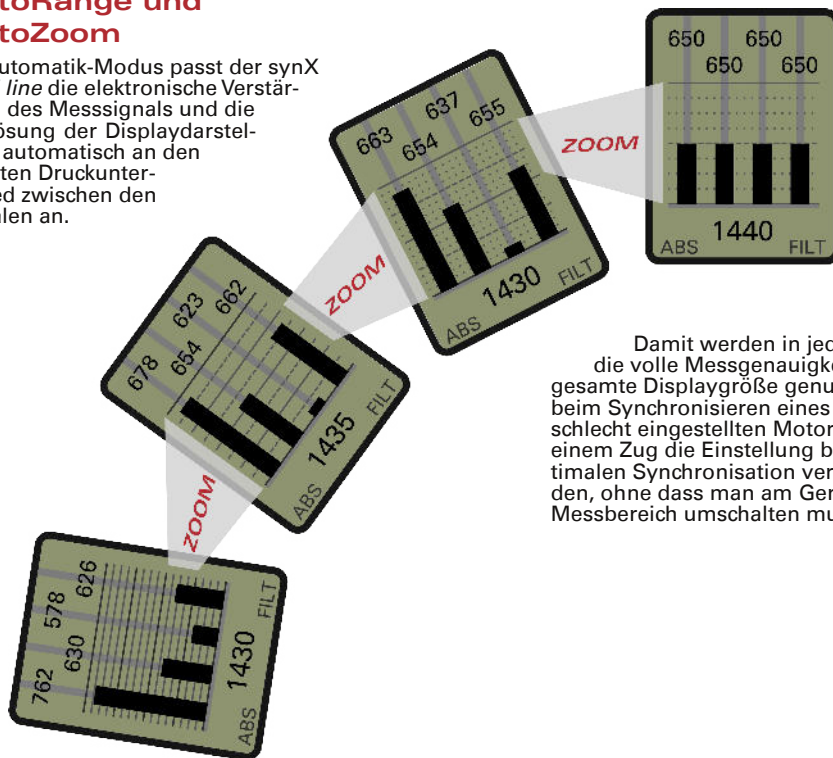 toRange und
toZoom
utomatik-Modus passt der synX
line die elektronische Verstär-
des Messsignals und die
ösung der Displaydarstel-
automatisch an den
ten Druckunter-
ed zwischen den
len an.
650 650
650 650
ZOOM
1440
ABS FILT
663 654 637 655
1430
ABS FILT
ZOOM
678 654 623 662
1435
ABS FILT
ZOOM
762 630 578 626
1430
ABS FILT
Damit werden in jed
die volle Messgenauigke
gesamte Displaygröße genu
beim Synchronisieren eines
schlecht eingestellten Motor
einem Zug die Einstellung b
timalen Synchronisation ver
den, ohne dass man am Ger
Messbereich umschalten mu